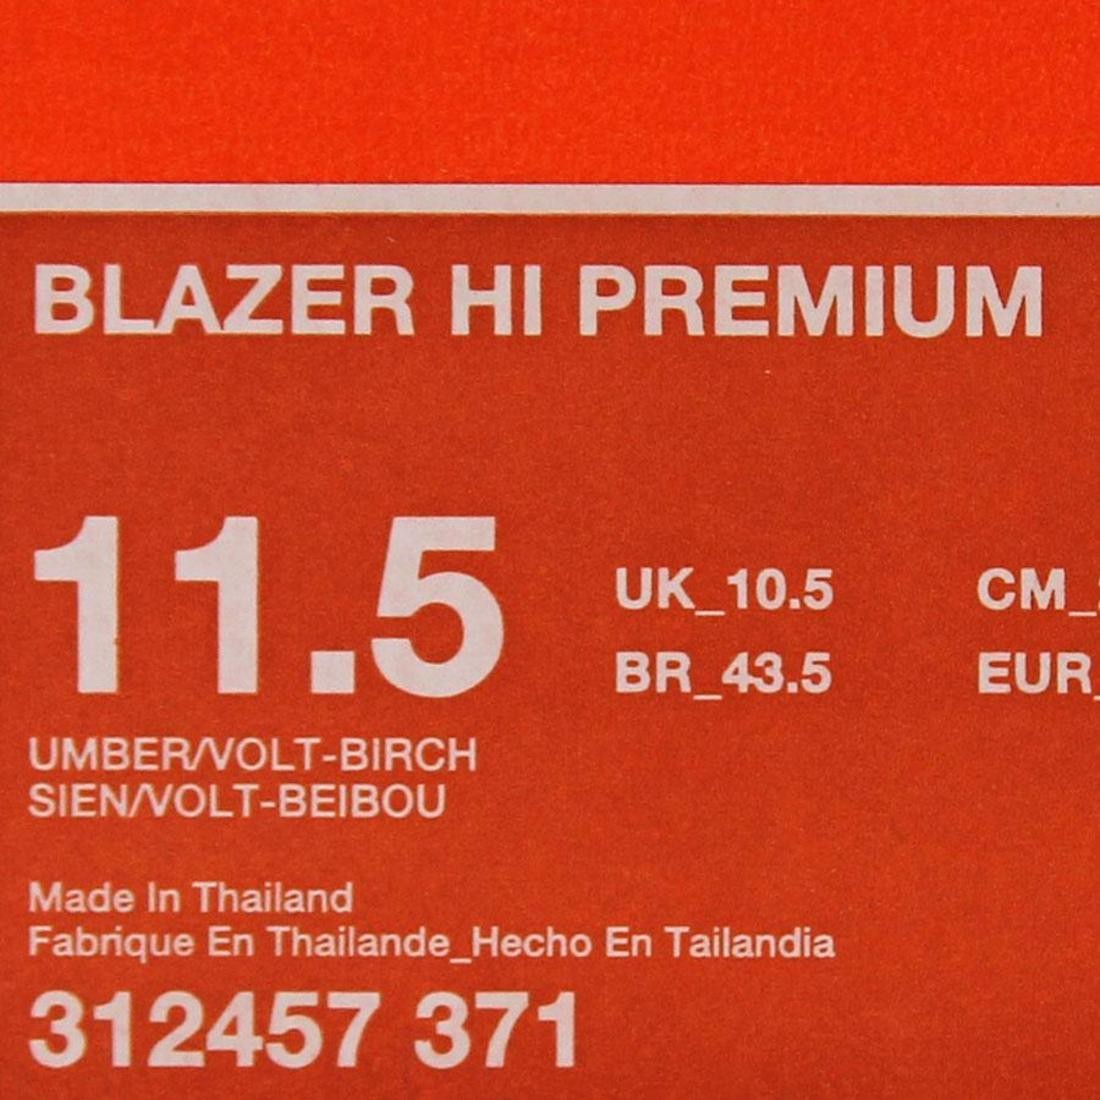 BLAZER HI PREMIUM
11.5
UK_10.5 CM_
BR_43.5 EUR_
UMBER/VOLT-BIRCH
SIEN/VOLT-BEIBOU
Made In Thailand
Fabrique En Thailande_Hecho En Tailandia
312457 371